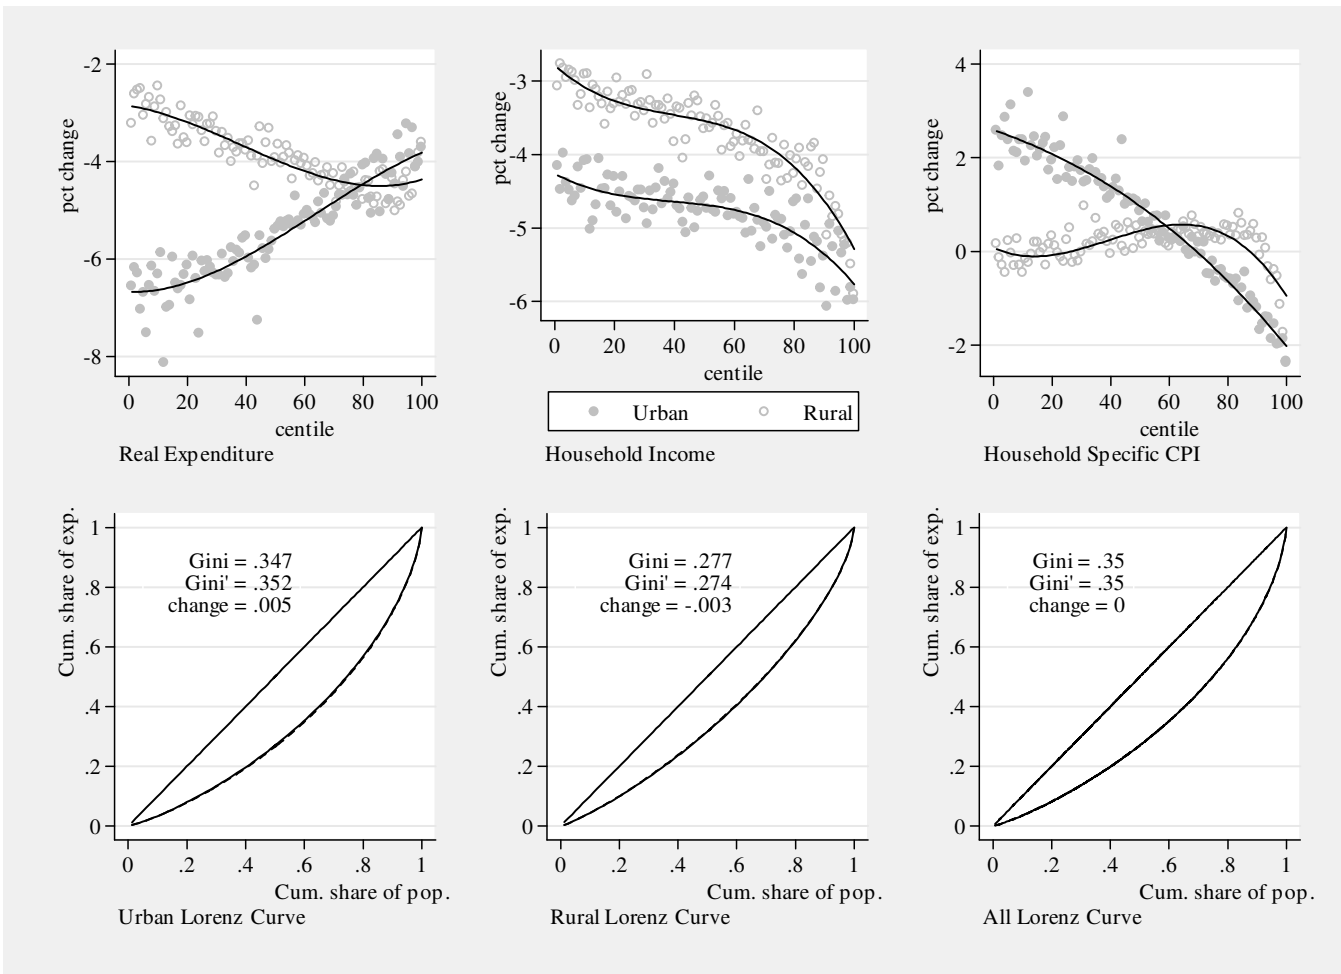 -2
-4
-6
-8
pct change
0 20 40 60 80 100
centile
Real Expenditure
-3
-4
-5
-6
pct change
0 20 40 60 80 100
centile
Urban Rural
Household Income
4
2
0
-2
pct change
0 20 40 60 80 100
centile
Household Specific CPI
1
.8
.6
.4
.2
0
Cum. share of exp.
Gini = .347
Gini' = .352
change = .005
0 .2 .4 .6 .8 1
Cum. share of pop.
Urban Lorenz Curve
1
.8
.6
.4
.2
0
Cum. share of exp.
Gini = .277
Gini' = .274
change = -.003
0 .2 .4 .6 .8 1
Cum. share of pop.
Rural Lorenz Curve
1
.8
.6
.4
.2
0
Cum. share of exp.
Gini = .35
Gini' = .35
change = 0
0 .2 .4 .6 .8 1
Cum. share of pop.
All Lorenz Curve